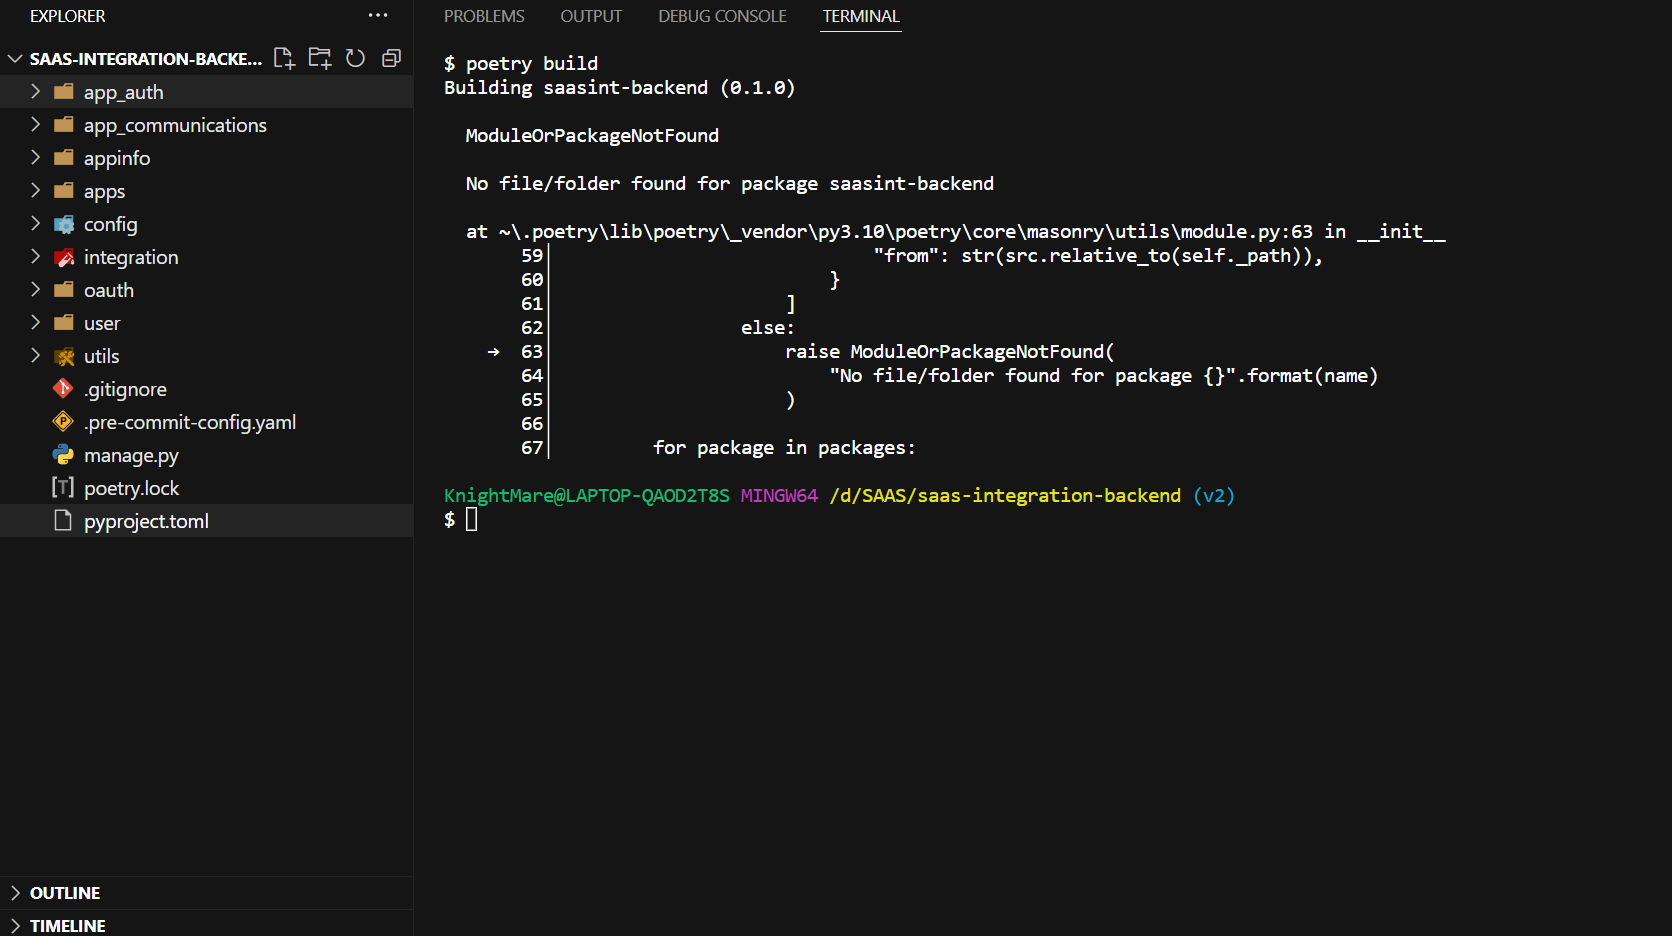 EXPLORER
SAAS-INTEGRATION-BACKE...
app_auth
app_communications
appinfo
apps
config
integration
oauth
user
utils
.gitignore
.pre-commit-config.yaml
manage.py
poetry.lock
pyproject.toml
OUTLINE
TIMELINE
PROBLEMS OUTPUT DEBUG CONSOLE TERMINAL
$ poetry build
Building saasint-backend (0.1.0)
ModuleOrPackageNotFound
No file/folder found for package saasint-backend
at ~\.poetry\lib\poetry\_vendor\py3.10\poetry\core\masonry\utils\module.py:63 in __init__
59│ "from": str(src.relative_to(self._path)),
60│ }
61│ ]
62│ else:
→ 63│ raise ModuleOrPackageNotFound(
64│ "No file/folder found for package {}".format(name)
65│ )
66│
67│ for package in packages:
KnightMare@LAPTOP-QAOD2T8S MINGW64 /d/SAAS/saas-integration-backend (v2)
$